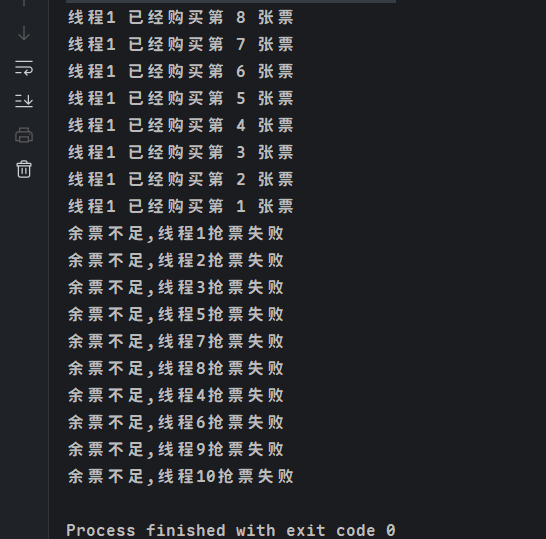 线程1 已经购买第 8 张票
线程1 已经购买第 7 张票
线程1 已经购买第 6 张票
线程1 已经购买第 5 张票
线程1 已经购买第 4 张票
线程1 已经购买第 3 张票
线程1 已经购买第 2 张票
线程1 已经购买第 1 张票
余票不足,线程1抢票失败
余票不足,线程2抢票失败
余票不足,线程3抢票失败
余票不足,线程5抢票失败
余票不足,线程7抢票失败
余票不足,线程8抢票失败
余票不足,线程4抢票失败
余票不足,线程6抢票失败
余票不足,线程9抢票失败
余票不足,线程10抢票失败
Process finished with exit code 0